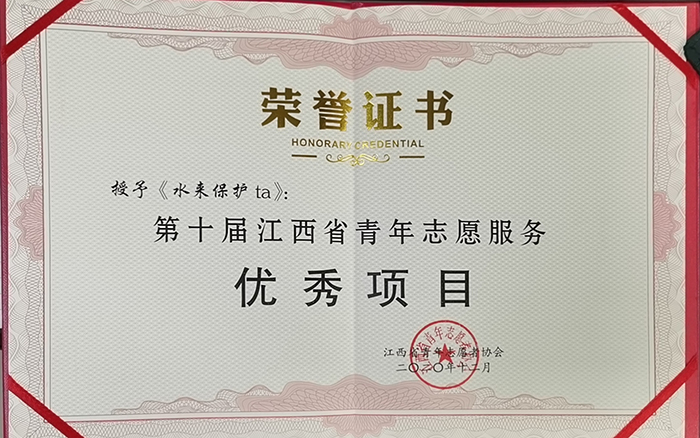 荣誉证书
HONORARY CREDENTIAL
授予《水来保护ta》：
第十届江西省青年志愿服务
优秀项目
江西省青年志愿者协会
二〇二〇年十二月